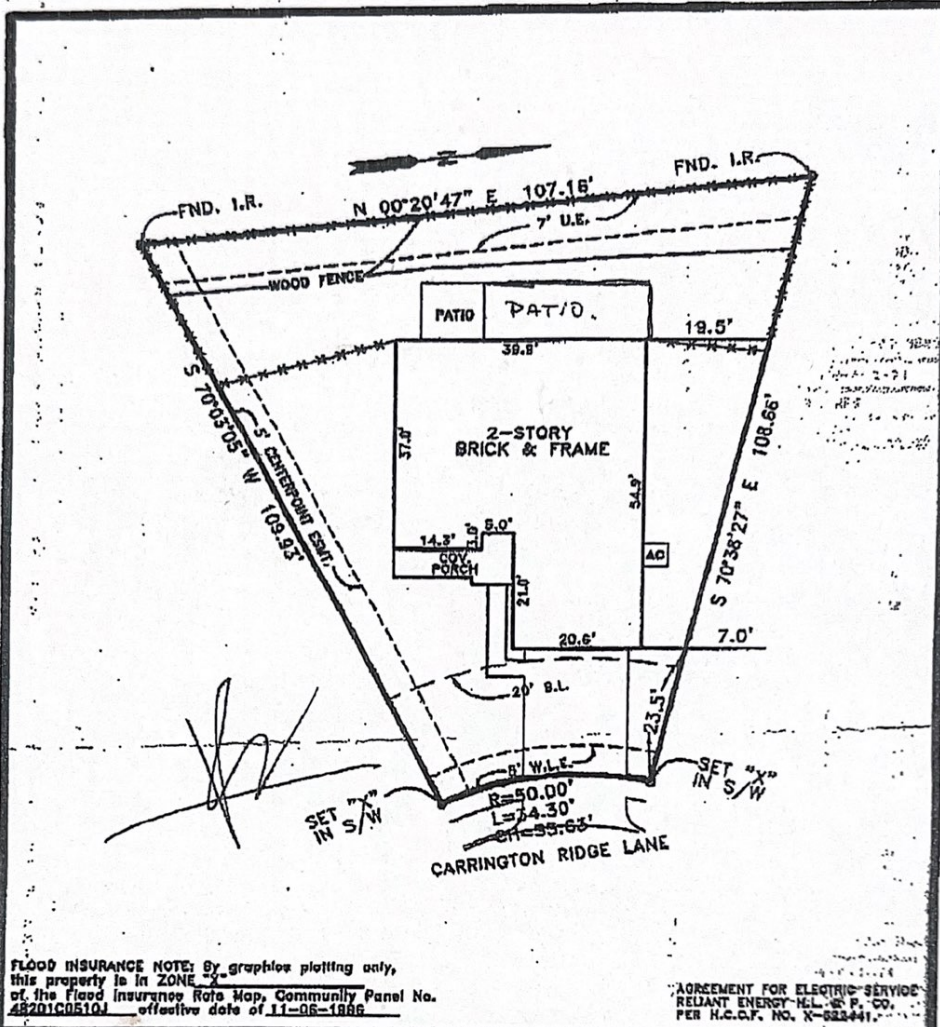 FND. I.R.
FND. I.R.
N 00°20'47" E 107.16'
7' U.E.
WOOD FENCE
PATIO
PATIO.
19.5'
39.8'
S 70°03'05" W 109.93'
5' CENTERPOINT ESMT.
37.0'
2-STORY
BRICK & FRAME
54.9'
S 70°38'27" E 108.66'
14.3'
3.0'
COV.
PORCH
21.0'
AC
20.6'
7.0'
20' B.L.
23.5'
W.L.E.
SET "X"
IN S/W
SET "X"
IN S/W
R=50.00'
CARRINGTON RIDGE LANE
FLOOD INSURANCE NOTE: By graphics plotting only,
this property is in ZONE "X"
of the Flood Insurance Rate Map, Community Panel No.
48201C0510J effective date of 11-06-1996
AGREEMENT FOR ELECTRIC SERVICE
RELIANT ENERGY H.L. & P. CO.
PER H.C.C.F. NO. X-522441.